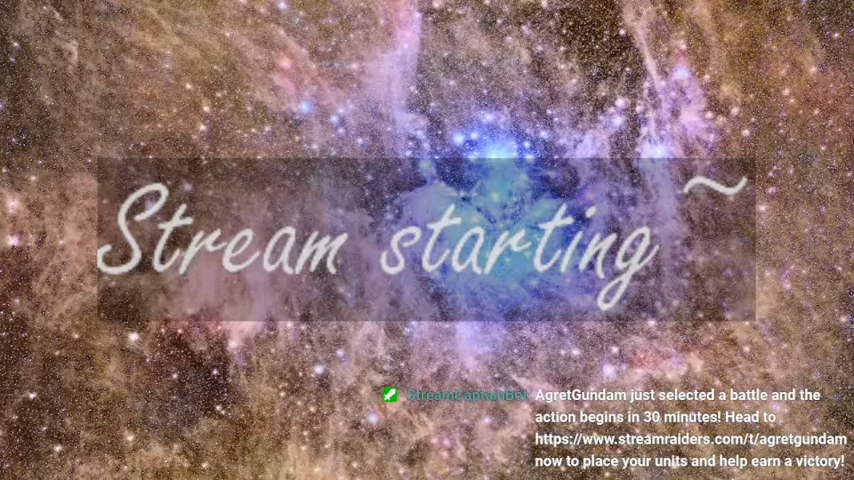 Stream starting ~
StreamCaptainBot AgretGundam just selected a battle and the
action begins in 30 minutes! Head to
https://www.streamraiders.com/t/agretgundam
now to place your units and help earn a victory!